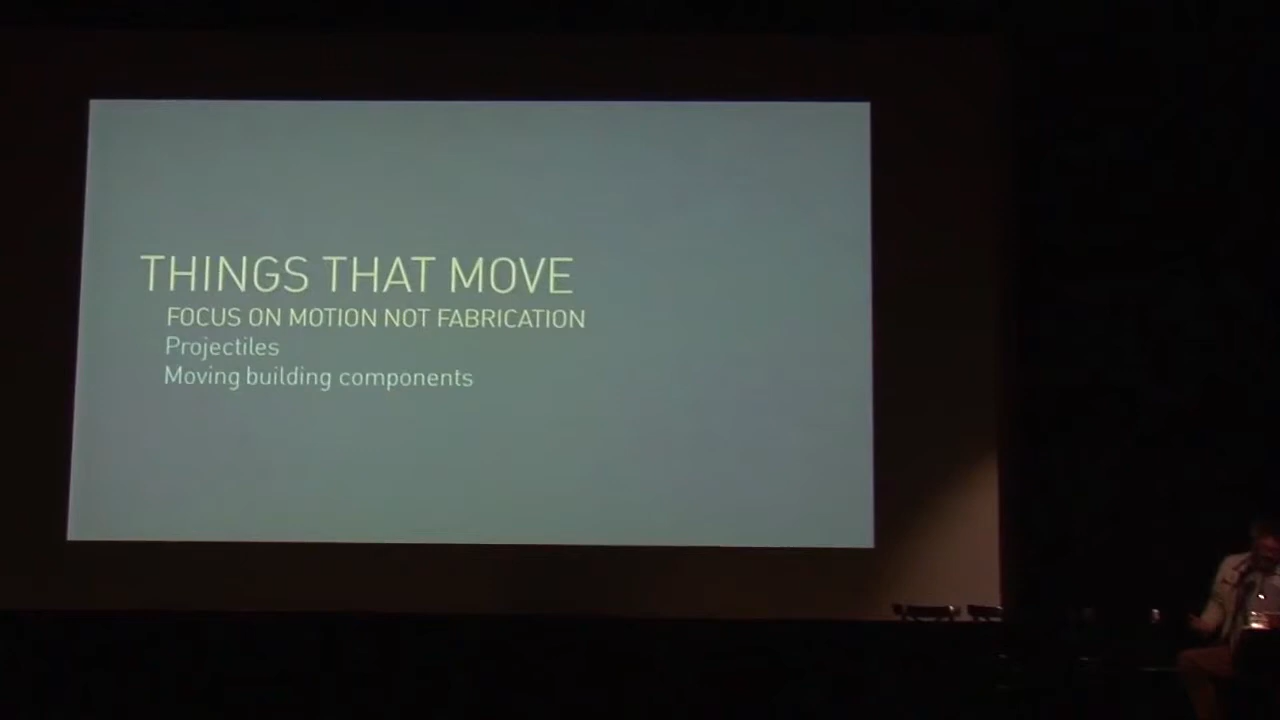 THINGS THAT MOVE
FOCUS ON MOTION NOT FABRICATION
Projectiles
Moving building components